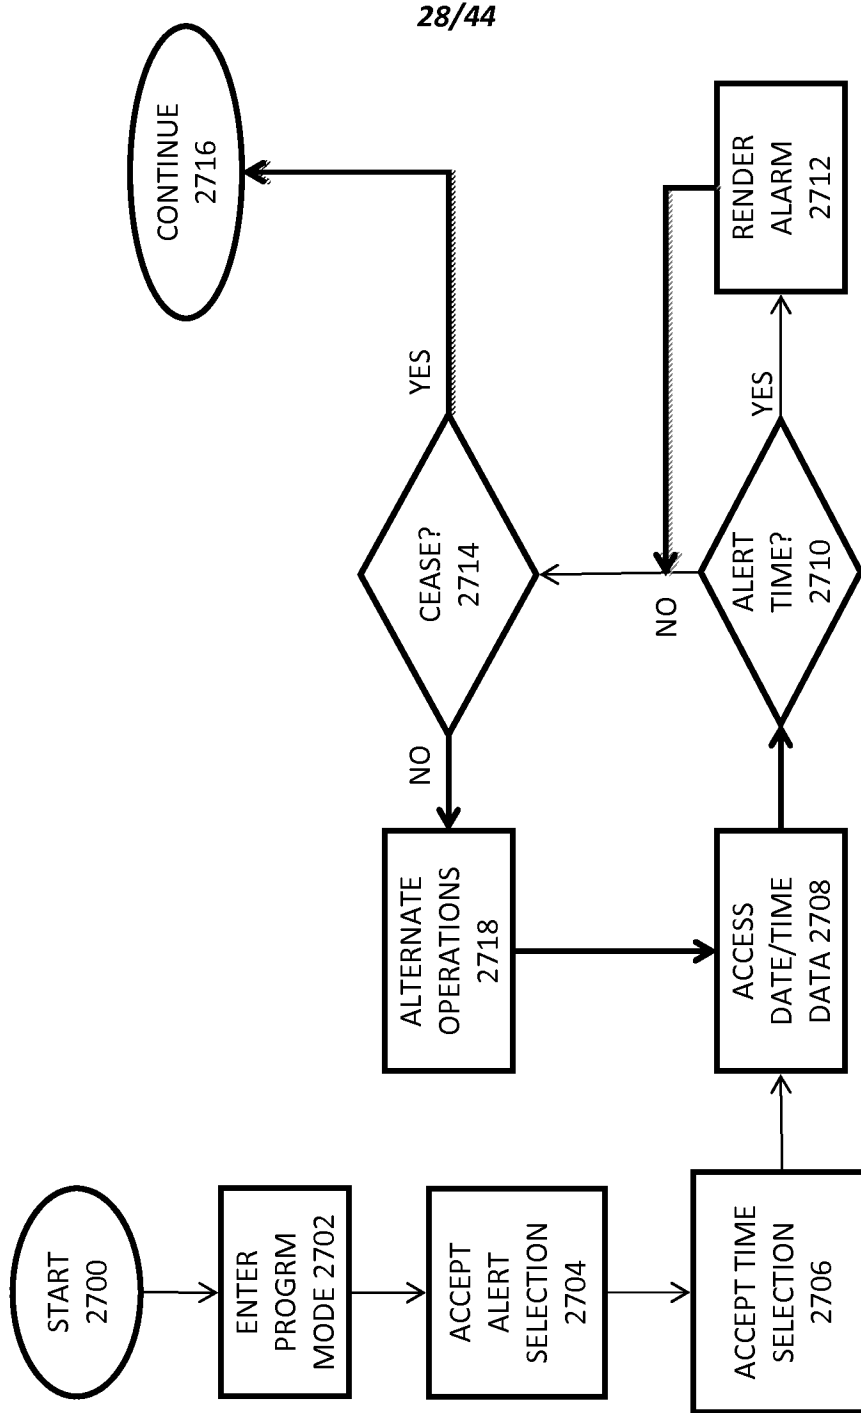 28/44
START
2700
ENTER
PROGRM
MODE 2702
ACCEPT
ALERT
SELECTION
2704
ACCEPT TIME
SELECTION
2706
ACCESS
DATE/TIME
DATA 2708
ALERT
TIME?
2710
YES
RENDER
ALARM
2712
NO
CEASE?
2714
NO
ALTERNATE
OPERATIONS
2718
YES
CONTINUE
2716